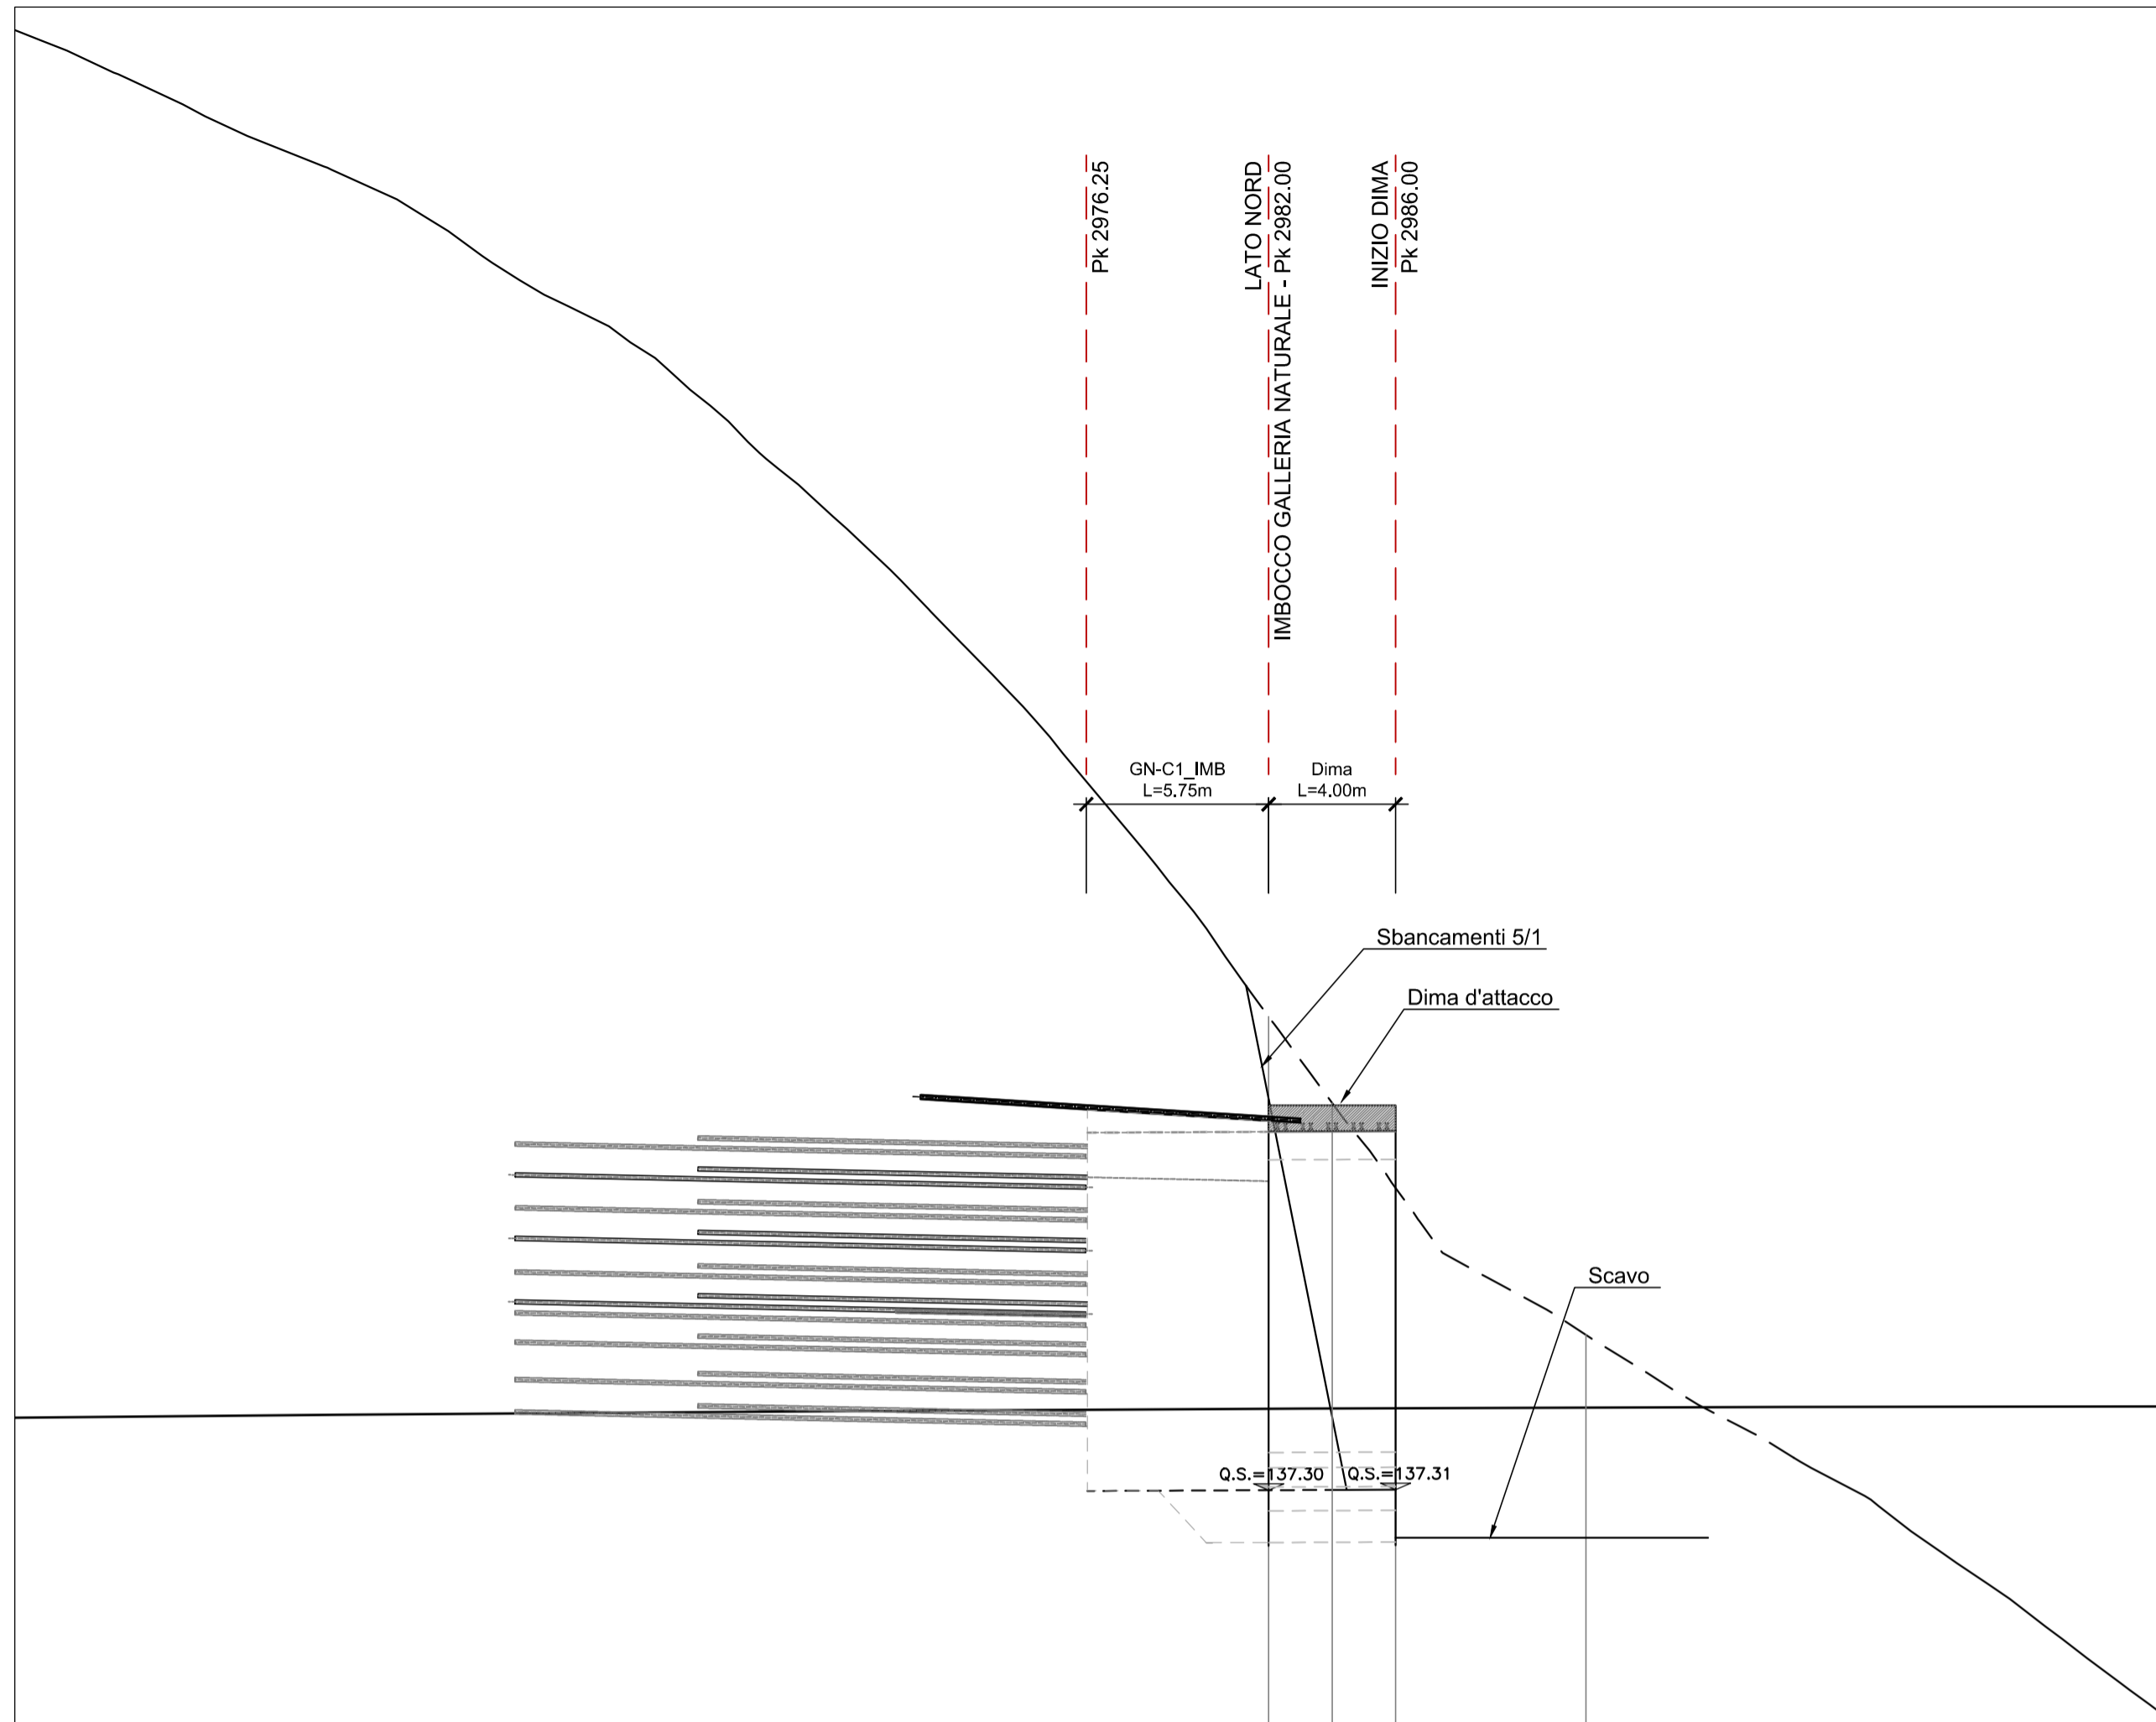 Pk 2976.25
LATO NORD
IMBOCCO GALLERIA NATURALE - Pk 2982.00
INIZIO DIMA
Pk 2986.00
GN-C1_IMB
L=5.75m
Dima
L=4.00m
Sbancamenti 5/1
Dima d'attacco
Scavo
Q.S.=137.30
Q.S.=137.31